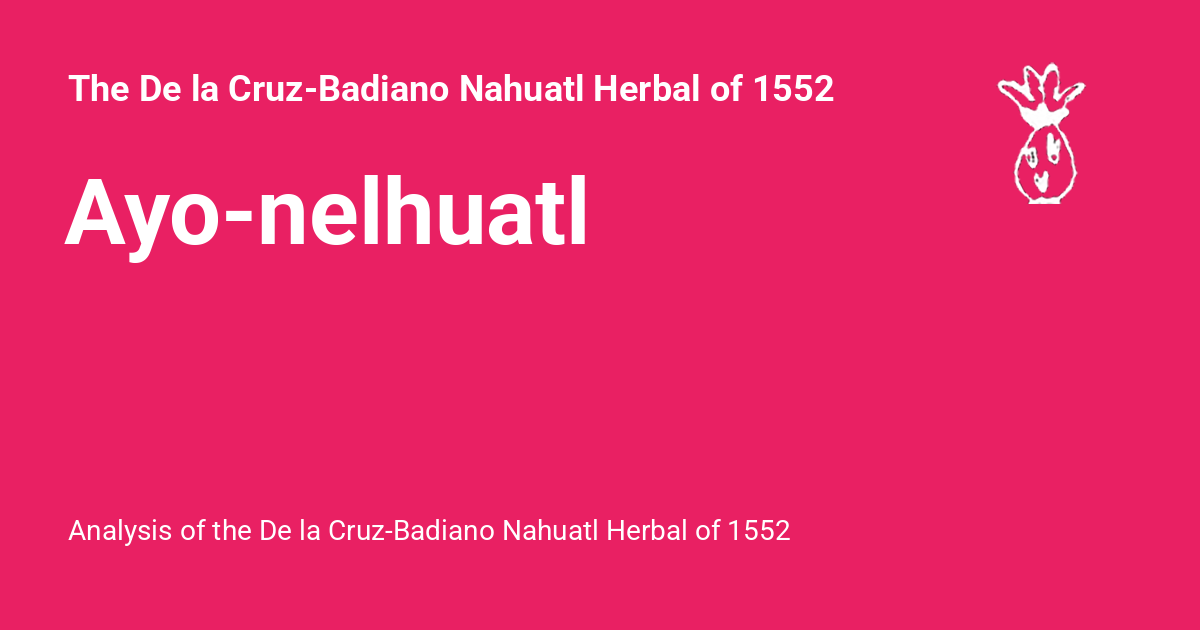 The De la Cruz-Badiano Nahuatl Herbal of 1552
Ayo-nelhuatl
Analysis of the De la Cruz-Badiano Nahuatl Herbal of 1552